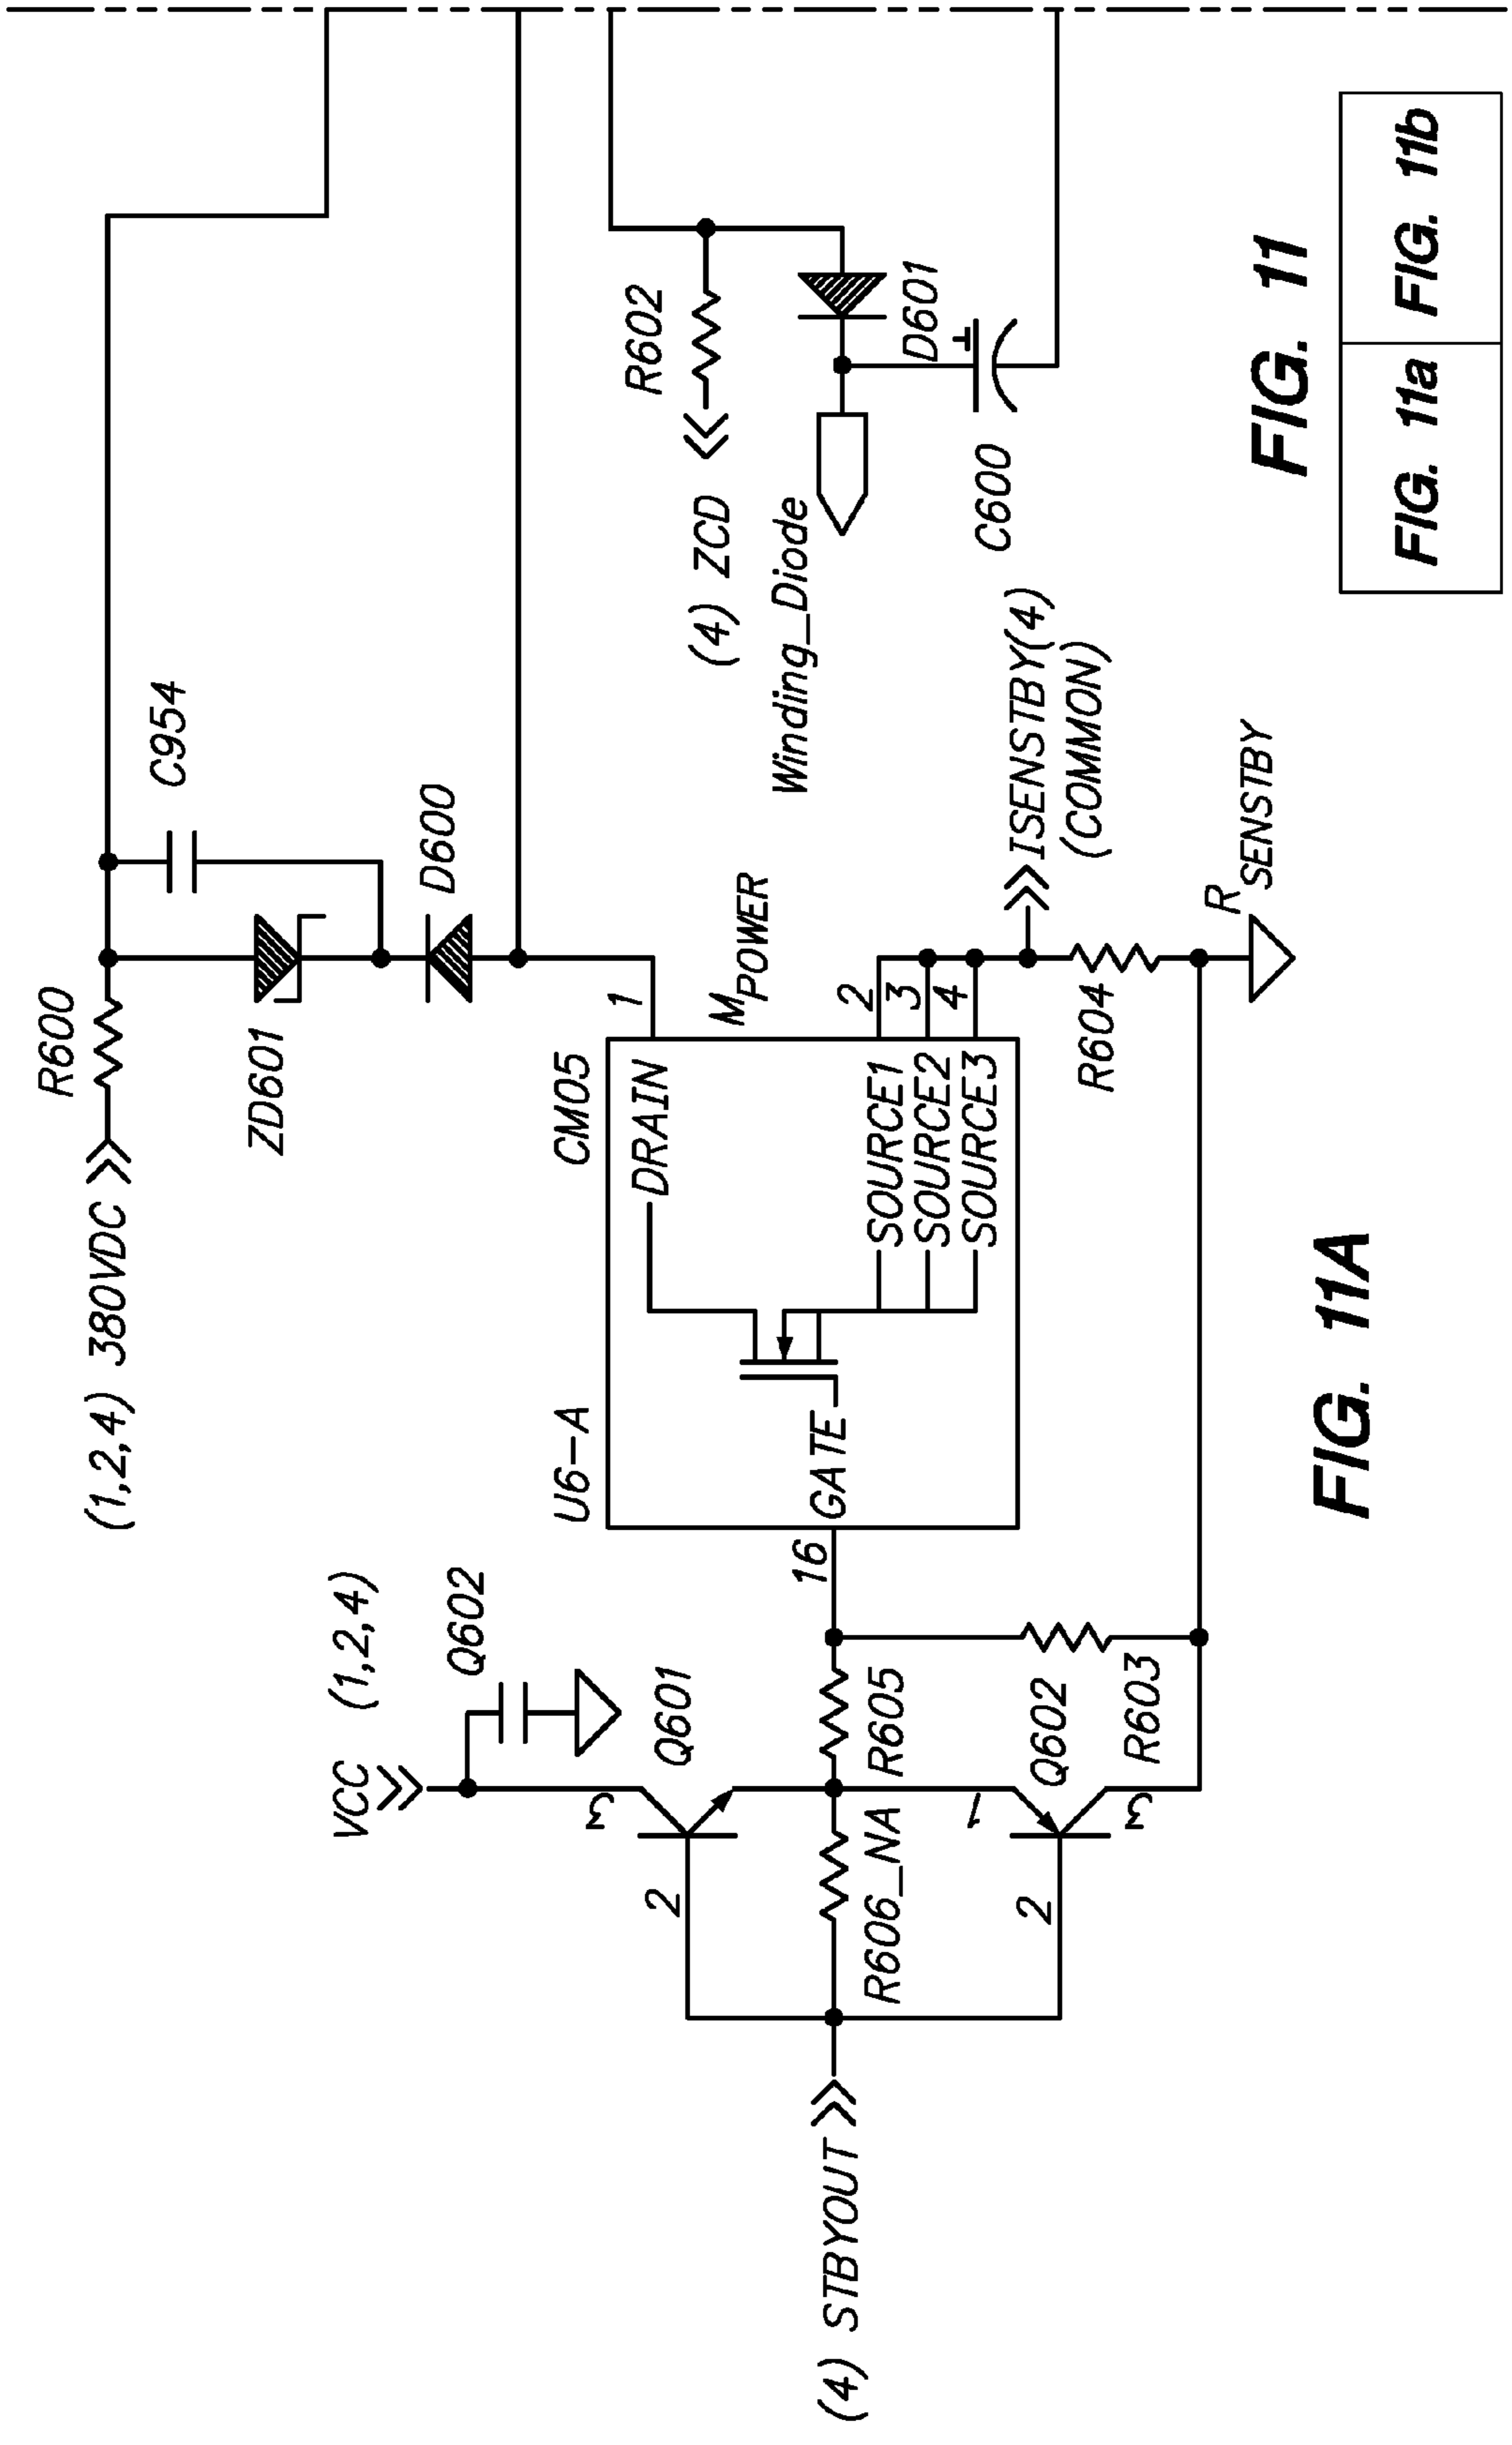 (1,2,4) 380VDC
R600
C954
ZD601
D600
VCC (1,2,4)
Q602
U6-A
CM05
1
MPOWER
R602
(4) ZCD
Winding_Diode
D601
C600
3
Q601
2
16
DRAIN
GATE
SOURCE1
SOURCE2
SOURCE3
2
3
4
(4) STBYOUT
R606_NA
R605
1
Q602
2
3
R603
R604
ISENSTBY(4)
(COMMON)
RSENSTBY
FIG. 11A
FIG. 11
FIG. 11a
FIG. 11b